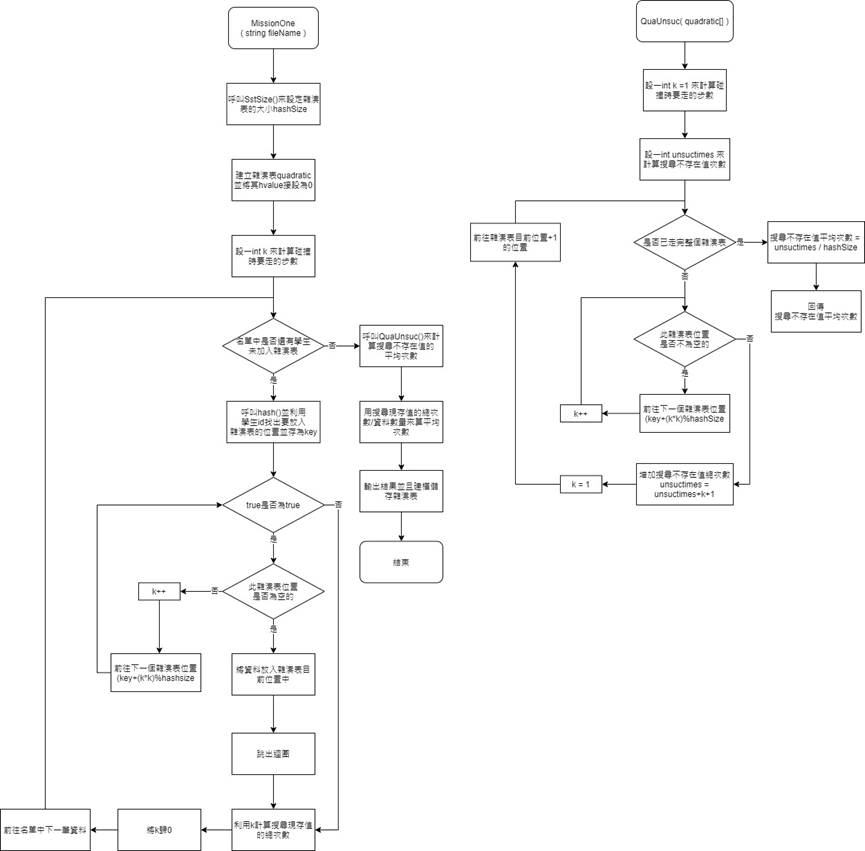 MissionOne
( string fileName )
呼叫SstSize()來設定雜湊
表的大小hashSize
建立雜湊表quadratic
並將其hvalue接設為0
設一int k 來計算碰撞
時要走的步數
名單中是否還有學生
未加入雜湊表
否
是
呼叫QuaUnsuc()來計
算搜尋不存在值的
平均次數
呼叫hash()並利用
學生id找出要放入
雜湊表的位置並存為key
用搜尋現存值的總次
數/資料數量來算平均
次數
true是否為true
否
是
輸出結果並且建檔儲
存雜湊表
結束
此雜湊表位置
是否為空的
否
是
k++
前往下一個雜湊表位置
(key+(k*k)%hashsize
將資料放入雜湊表目
前位置中
跳出迴圈
利用k計算搜尋現存值
的總次數
將k歸0
前往名單中下一筆資料
QuaUnsuc( quadratic[] )
設一int k =1 來計算碰
撞時要走的步數
設一int unsuctimes 來
計算搜尋不存在值次數
前往雜湊表目前位置+1
的位置
是否已走完整個雜湊表
是
否
搜尋不存在值平均次數 =
unsuctimes / hashSize
回傳
搜尋不存在值平均次數
此雜湊表位置
是否不為空的
否
是
k++
前往下一個雜湊表位置
(key+(k*k)%hashSize
k = 1
增加搜尋不存在值總次數
unsuctimes =
unsuctimes+k+1